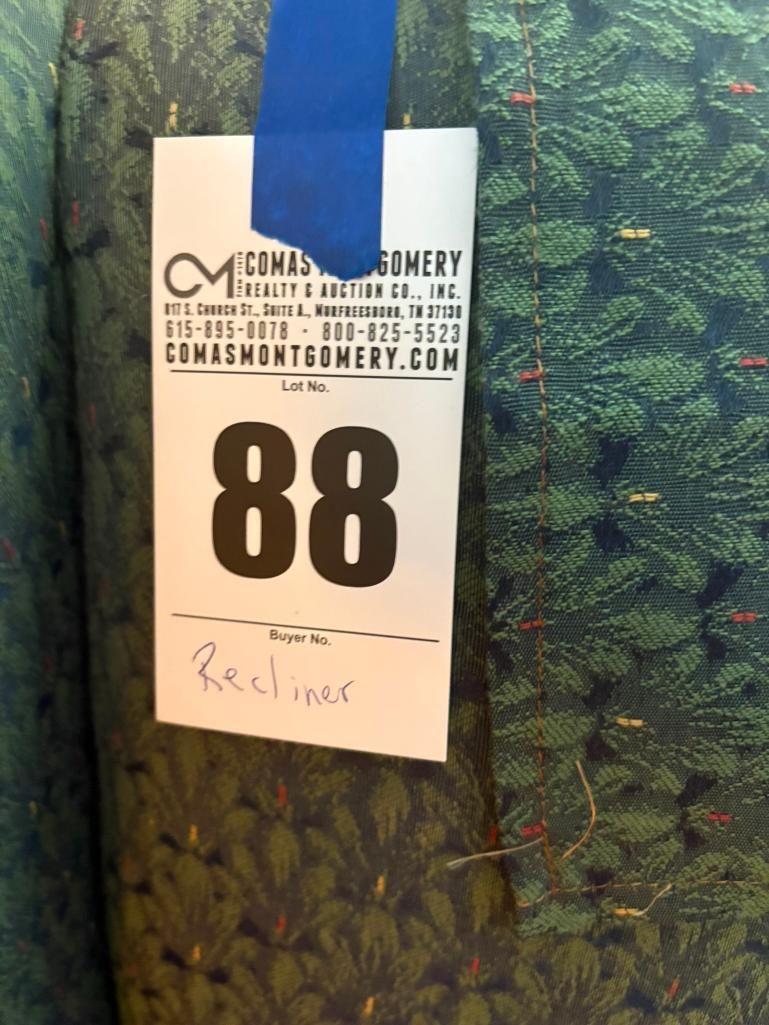 CM
COMAS MONTGOMERY
REALTY & AUCTION CO., INC.
817 S. CHURCH ST., SUITE A., MURFREESBORO, TN 37130
615-895-0078 · 800-825-5523
COMASMONTGOMERY.COM
Lot No.
88
Buyer No.
Recliner